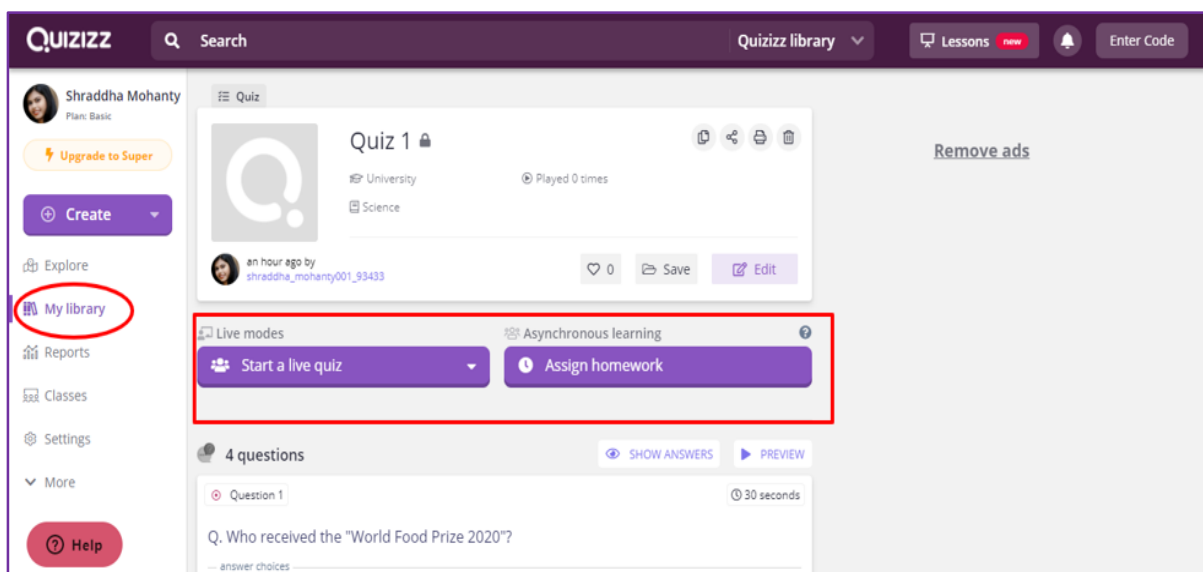 QUIZIZZ
Search
Quizizz library
Lessons new
Enter Code
Shraddha Mohanty
Plan: Basic
Upgrade to Super
Create
Explore
My library
Reports
Classes
Settings
More
Help
Quiz
Quiz 1
University
Played 0 times
Science
an hour ago by
shraddha_mohanty001_93433
0
Save
Edit
Remove ads
Live modes
Asynchronous learning
Start a live quiz
Assign homework
4 questions
SHOW ANSWERS
PREVIEW
Question 1
30 seconds
Q. Who received the "World Food Prize 2020"?
answer choices